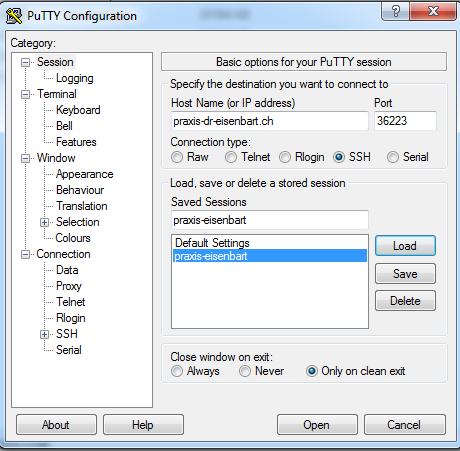 PuTTY Configuration
Category:
Session
Logging
Terminal
Keyboard
Bell
Features
Window
Appearance
Behaviour
Translation
Selection
Colours
Connection
Data
Proxy
Telnet
Rlogin
SSH
Serial
Basic options for your PuTTY session
Specify the destination you want to connect to
Host Name (or IP address) Port
praxis-dr-eisenbart.ch 36223
Connection type:
Raw Telnet Rlogin SSH Serial
Load, save or delete a stored session
Saved Sessions
praxis-eisenbart
Default Settings Load
praxis-eisenbart
Save
Delete
Close window on exit:
Always Never Only on clean exit
About Help Open Cancel